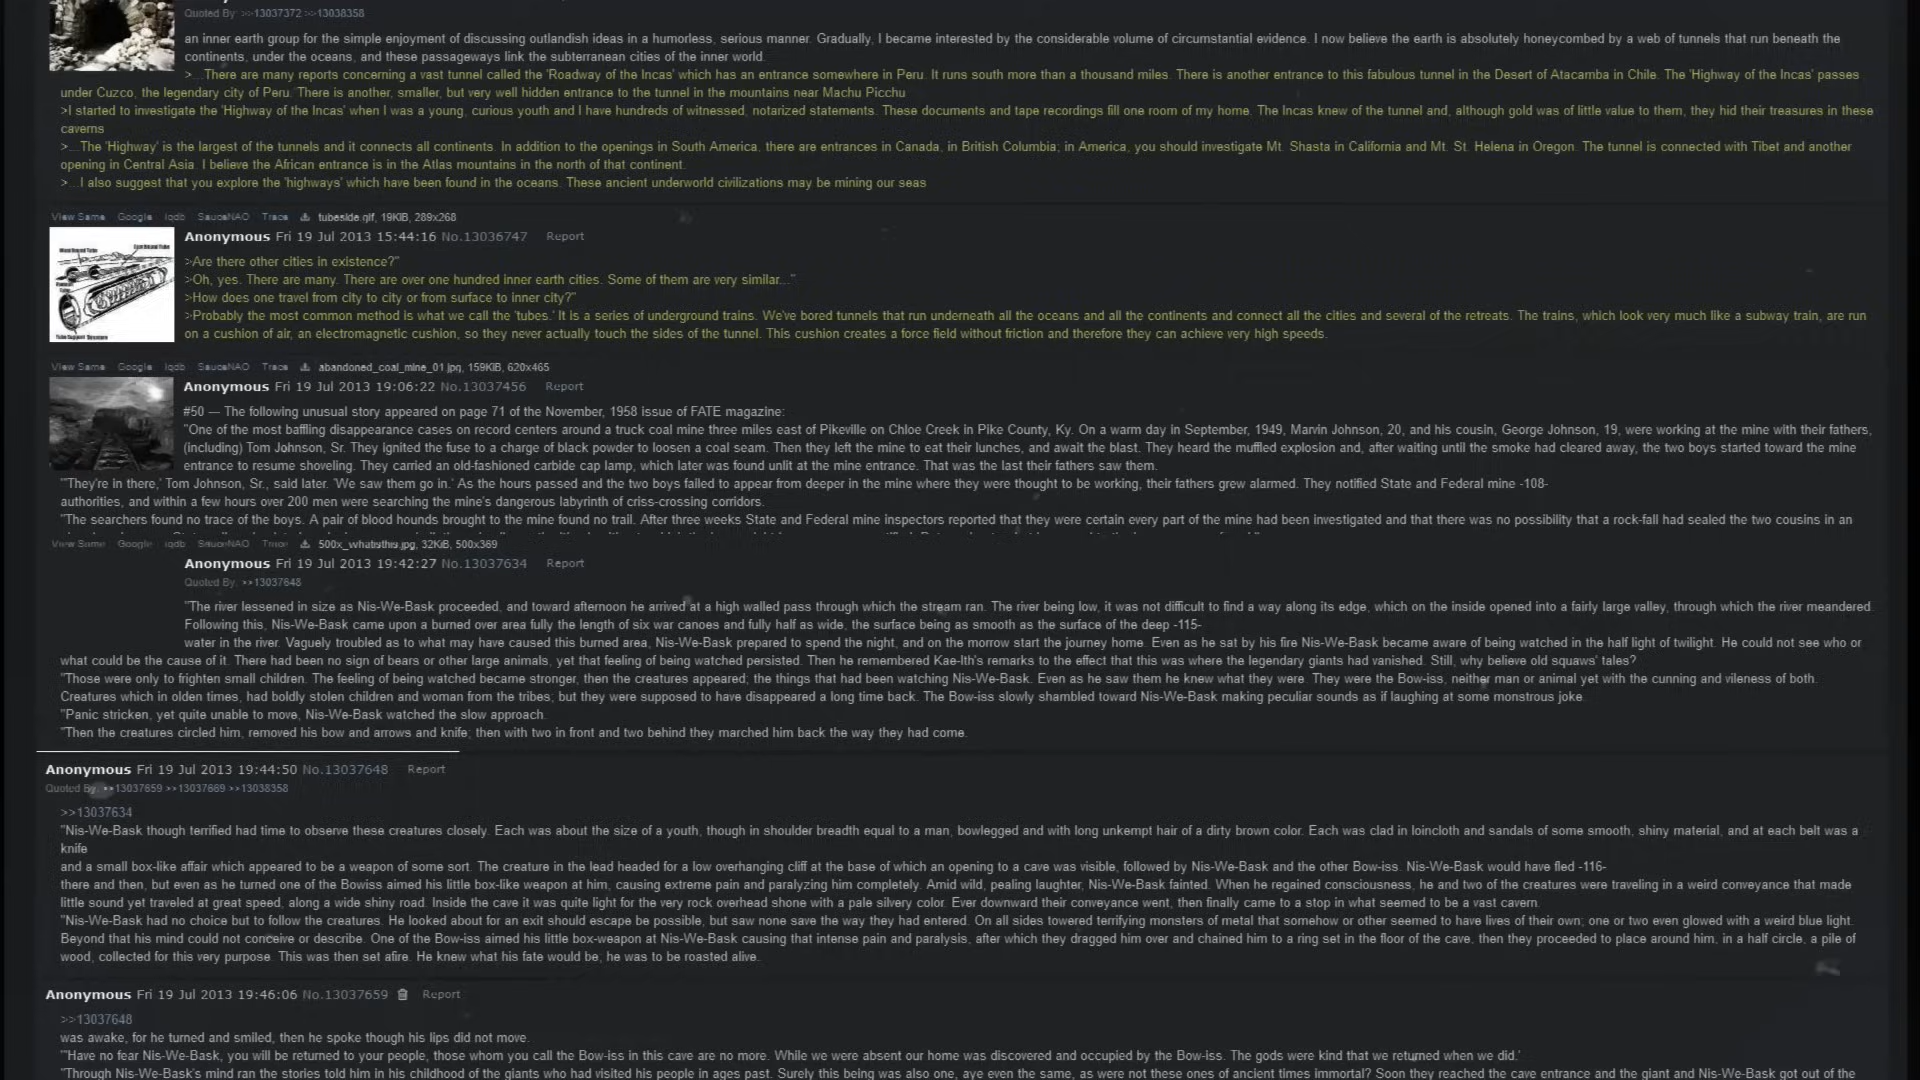 Quoted By: >>13037372 >>13038358
an inner earth group for the simple enjoyment of discussing outlandish ideas in a humorless, serious manner. Gradually, I became interested by the considerable volume of circumstantial evidence. I now believe the earth is absolutely honeycombed by a web of tunnels that run beneath the
continents, under the oceans, and these passageways link the subterranean cities of the inner world.
>...There are many reports concerning a vast tunnel called the 'Roadway of the Incas' which has an entrance somewhere in Peru. It runs south more than a thousand miles. There is another entrance to this fabulous tunnel in the Desert of Atacamba in Chile. The 'Highway of the Incas' passes
under Cuzco, the legendary city of Peru. There is another, smaller, but very well hidden entrance to the tunnel in the mountains near Machu Picchu
>I started to investigate the 'Highway of the Incas' when I was a young, curious youth and I have hundreds of witnessed, notarized statements. These documents and tape recordings fill one room of my home. The Incas knew of the tunnel and, although gold was of little value to them, they hid their treasures in these
caverns
>...The 'Highway' is the largest of the tunnels and it connects all continents. In addition to the openings in South America, there are entrances in Canada, in British Columbia; in America, you should investigate Mt. Shasta in California and Mt. St. Helena in Oregon. The tunnel is connected with Tibet and another
opening in Central Asia. I believe the African entrance is in the Atlas mountains in the north of that continent.
>...I also suggest that you explore the 'highways' which have been found in the oceans. These ancient underworld civilizations may be mining our seas
View Same Google iqdb SauceNAO Trace tubeside.gif, 19KiB, 289x268
Anonymous Fri 19 Jul 2013 15:44:16 No.13036747 Report
>Are there other cities in existence?"
>Oh, yes. There are many. There are over one hundred inner earth cities. Some of them are very similar..."
>How does one travel from city to city or from surface to inner city?"
>Probably the most common method is what we call the 'tubes.' It is a series of underground trains. We've bored tunnels that run underneath all the oceans and all the continents and connect all the cities and several of the retreats. The trains, which look very much like a subway train, are run
on a cushion of air, an electromagnetic cushion, so they never actually touch the sides of the tunnel. This cushion creates a force field without friction and therefore they can achieve very high speeds.
View Same Google iqdb SauceNAO Trace abandoned_coal_mine_01.jpg, 159KiB, 620x465
Anonymous Fri 19 Jul 2013 19:06:22 No.13037456 Report
#50 — The following unusual story appeared on page 71 of the November, 1958 issue of FATE magazine:
"One of the most baffling disappearance cases on record centers around a truck coal mine three miles east of Pikeville on Chloe Creek in Pike County, Ky. On a warm day in September, 1949, Marvin Johnson, 20, and his cousin, George Johnson, 19, were working at the mine with their fathers,
(including) Tom Johnson, Sr. They ignited the fuse to a charge of black powder to loosen a coal seam. Then they left the mine to eat their lunches, and await the blast. They heard the muffled explosion and, after waiting until the smoke had cleared away, the two boys started toward the mine
entrance to resume shoveling. They carried an old-fashioned carbide cap lamp, which later was found unlit at the mine entrance. That was the last their fathers saw them.
"'They're in there,' Tom Johnson, Sr., said later. 'We saw them go in.' As the hours passed and the two boys failed to appear from deeper in the mine where they were thought to be working, their fathers grew alarmed. They notified State and Federal mine -108-
authorities, and within a few hours over 200 men were searching the mine's dangerous labyrinth of criss-crossing corridors.
"The searchers found no trace of the boys. A pair of blood hounds brought to the mine found no trail. After three weeks State and Federal mine inspectors reported that they were certain every part of the mine had been investigated and that there was no possibility that a rock-fall had sealed the two cousins in an
View Same Google iqdb SauceNAO Trace 500x_whatisthis.jpg, 32KiB, 500x369
Anonymous Fri 19 Jul 2013 19:42:27 No.13037634 Report
Quoted By: >>13037648
"The river lessened in size as Nis-We-Bask proceeded, and toward afternoon he arrived at a high walled pass through which the stream ran. The river being low, it was not difficult to find a way along its edge, which on the inside opened into a fairly large valley, through which the river meandered.
Following this, Nis-We-Bask came upon a burned over area fully the length of six war canoes and fully half as wide, the surface being as smooth as the surface of the deep -115-
water in the river. Vaguely troubled as to what may have caused this burned area, Nis-We-Bask prepared to spend the night, and on the morrow start the journey home. Even as he sat by his fire Nis-We-Bask became aware of being watched in the half light of twilight. He could not see who or
what could be the cause of it. There had been no sign of bears or other large animals, yet that feeling of being watched persisted. Then he remembered Kae-Ith's remarks to the effect that this was where the legendary giants had vanished. Still, why believe old squaws' tales?
"Those were only to frighten small children. The feeling of being watched became stronger, then the creatures appeared; the things that had been watching Nis-We-Bask. Even as he saw them he knew what they were. They were the Bow-iss, neither man or animal yet with the cunning and vileness of both.
Creatures which in olden times, had boldly stolen children and woman from the tribes, but they were supposed to have disappeared a long time back. The Bow-iss slowly shambled toward Nis-We-Bask making peculiar sounds as if laughing at some monstrous joke.
"Panic stricken, yet quite unable to move, Nis-We-Bask watched the slow approach.
"Then the creatures circled him, removed his bow and arrows and knife; then with two in front and two behind they marched him back the way they had come.
Anonymous Fri 19 Jul 2013 19:44:50 No.13037648 Report
Quoted By: >>13037659 >>13037669 >>13038358
>>13037634
"Nis-We-Bask though terrified had time to observe these creatures closely. Each was about the size of a youth, though in shoulder breadth equal to a man, bowlegged and with long unkempt hair of a dirty brown color. Each was clad in loincloth and sandals of some smooth, shiny material, and at each belt was a
knife
and a small box-like affair which appeared to be a weapon of some sort. The creature in the lead headed for a low overhanging cliff at the base of which an opening to a cave was visible, followed by Nis-We-Bask and the other Bow-iss. Nis-We-Bask would have fled -116-
there and then, but even as he turned one of the Bowiss aimed his little box-like weapon at him, causing extreme pain and paralyzing him completely. Amid wild, pealing laughter, Nis-We-Bask fainted. When he regained consciousness, he and two of the creatures were traveling in a weird conveyance that made
little sound yet traveled at great speed, along a wide shiny road. Inside the cave it was quite light for the very rock overhead shone with a pale silvery color. Ever downward their conveyance went, then finally came to a stop in what seemed to be a vast cavern.
"Nis-We-Bask had no choice but to follow the creatures. He looked about for an exit should escape be possible, but saw none save the way they had entered. On all sides towered terrifying monsters of metal that somehow or other seemed to have lives of their own; one or two even glowed with a weird blue light.
Beyond that his mind could not conceive or describe. One of the Bow-iss aimed his little box-weapon at Nis-We-Bask causing that intense pain and paralysis, after which they dragged him over and chained him to a ring set in the floor of the cave, then they proceeded to place around him, in a half circle, a pile of
wood, collected for this very purpose. This was then set afire. He knew what his fate would be, he was to be roasted alive.
Anonymous Fri 19 Jul 2013 19:46:06 No.13037659 Report
>>13037648
was awake, for he turned and smiled, then he spoke though his lips did not move.
"'Have no fear Nis-We-Bask, you will be returned to your people, those whom you call the Bow-iss in this cave are no more. While we were absent our home was discovered and occupied by the Bow-iss. The gods were kind that we returned when we did.'
"Through Nis-We-Bask's mind ran the stories told him in his childhood of the giants who had visited his people in ages past. Surely this being was also one, aye even the same, as were not these ones of ancient times immortal? Soon they reached the cave entrance and the giant and Nis-We-Bask got out of the